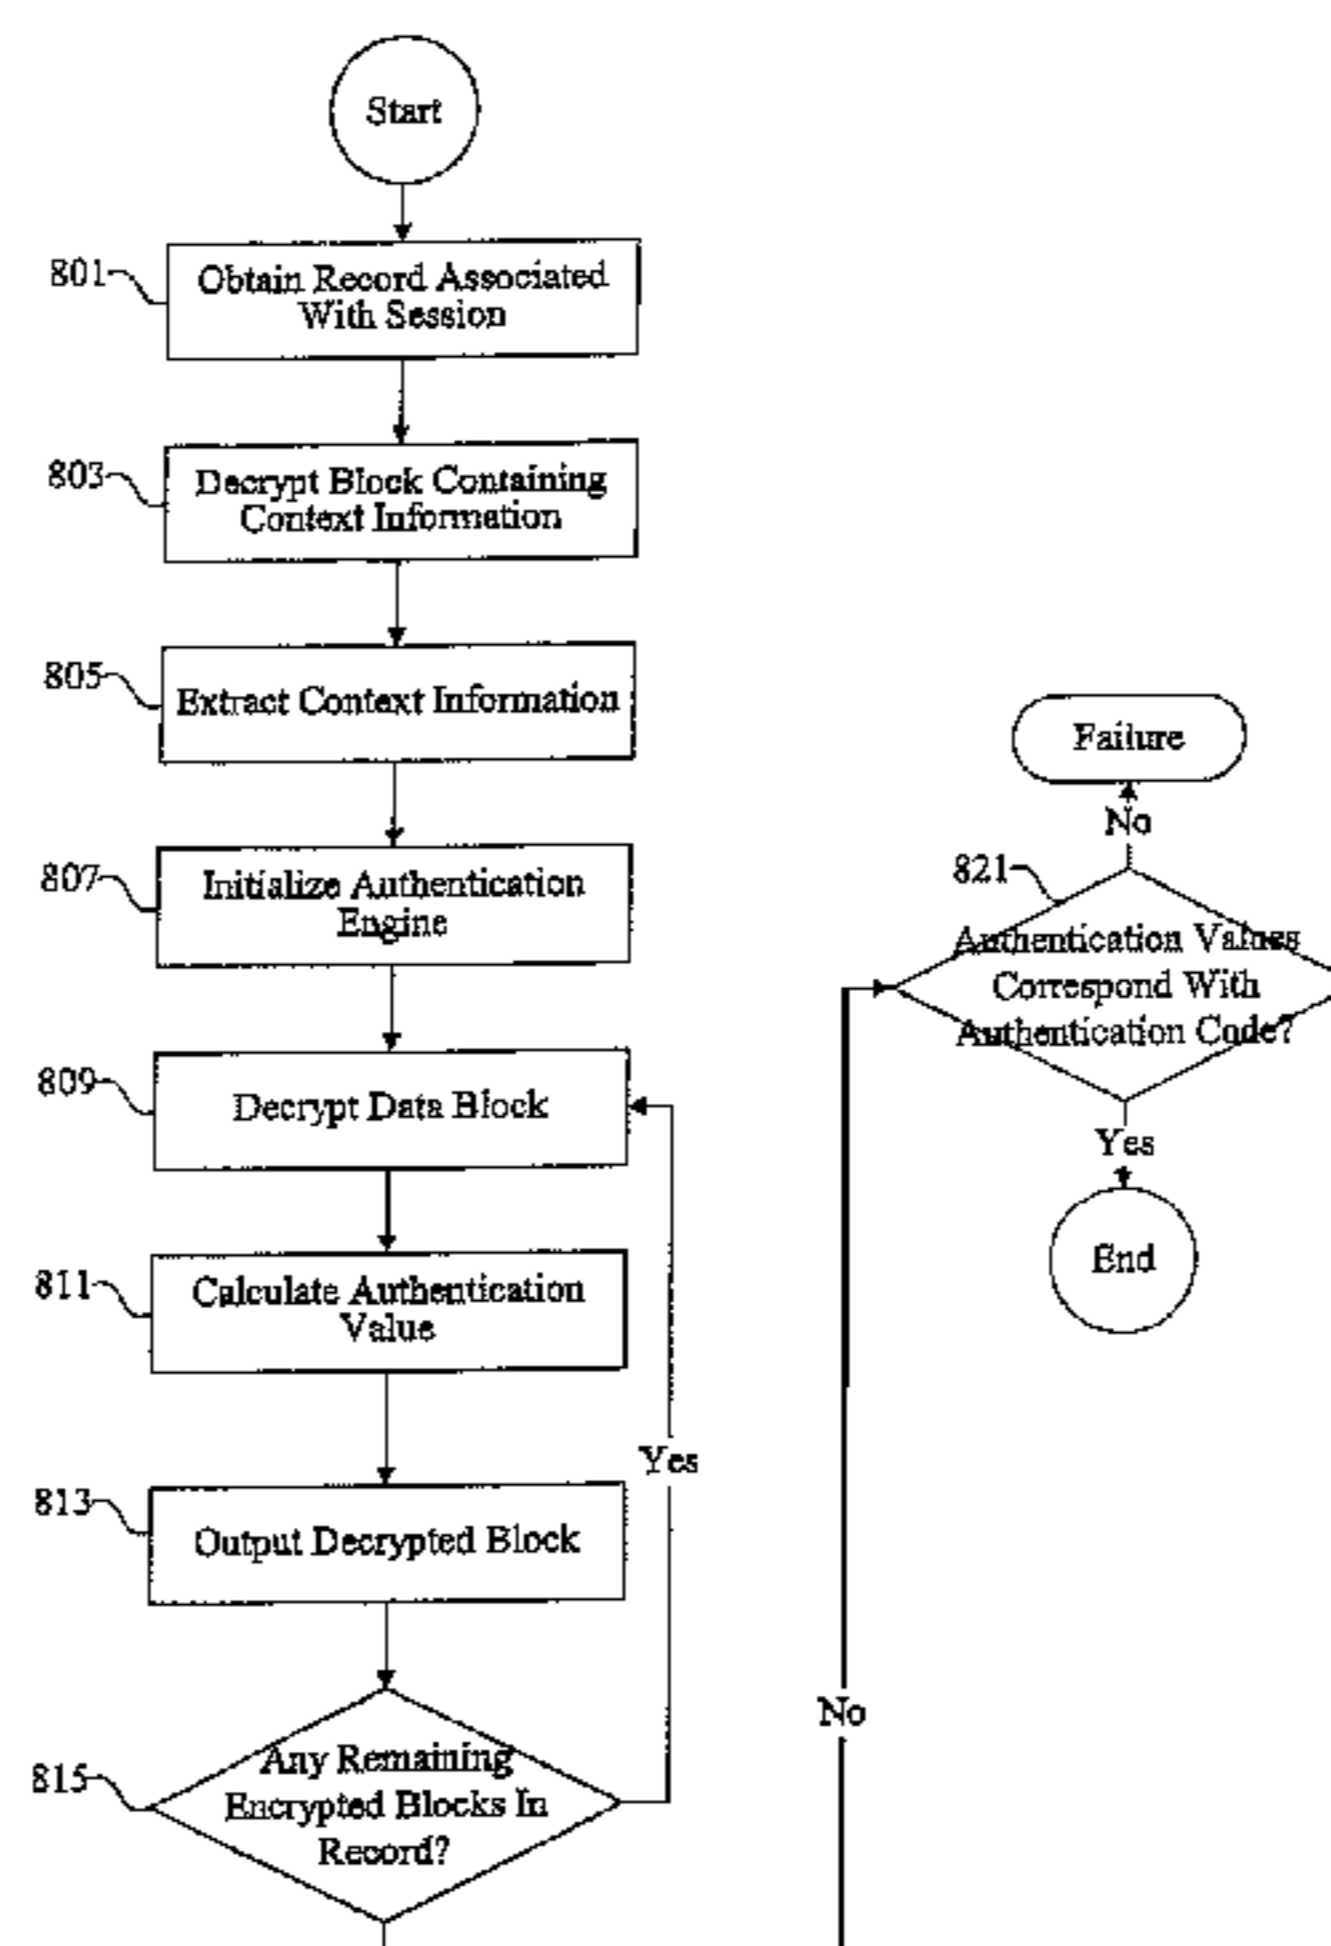 Start
801
Obtain Record Associated
With Session
803
Decrypt Block Containing
Context Information
805
Extract Context Information
807
Initialize Authentication
Engine
809
Decrypt Data Block
811
Calculate Authentication
Value
813
Output Decrypted Block
Yes
815
Any Remaining
Encrypted Blocks In
Record?
No
Failure
No
821
Authentication Values
Correspond With
Authentication Code?
Yes
End